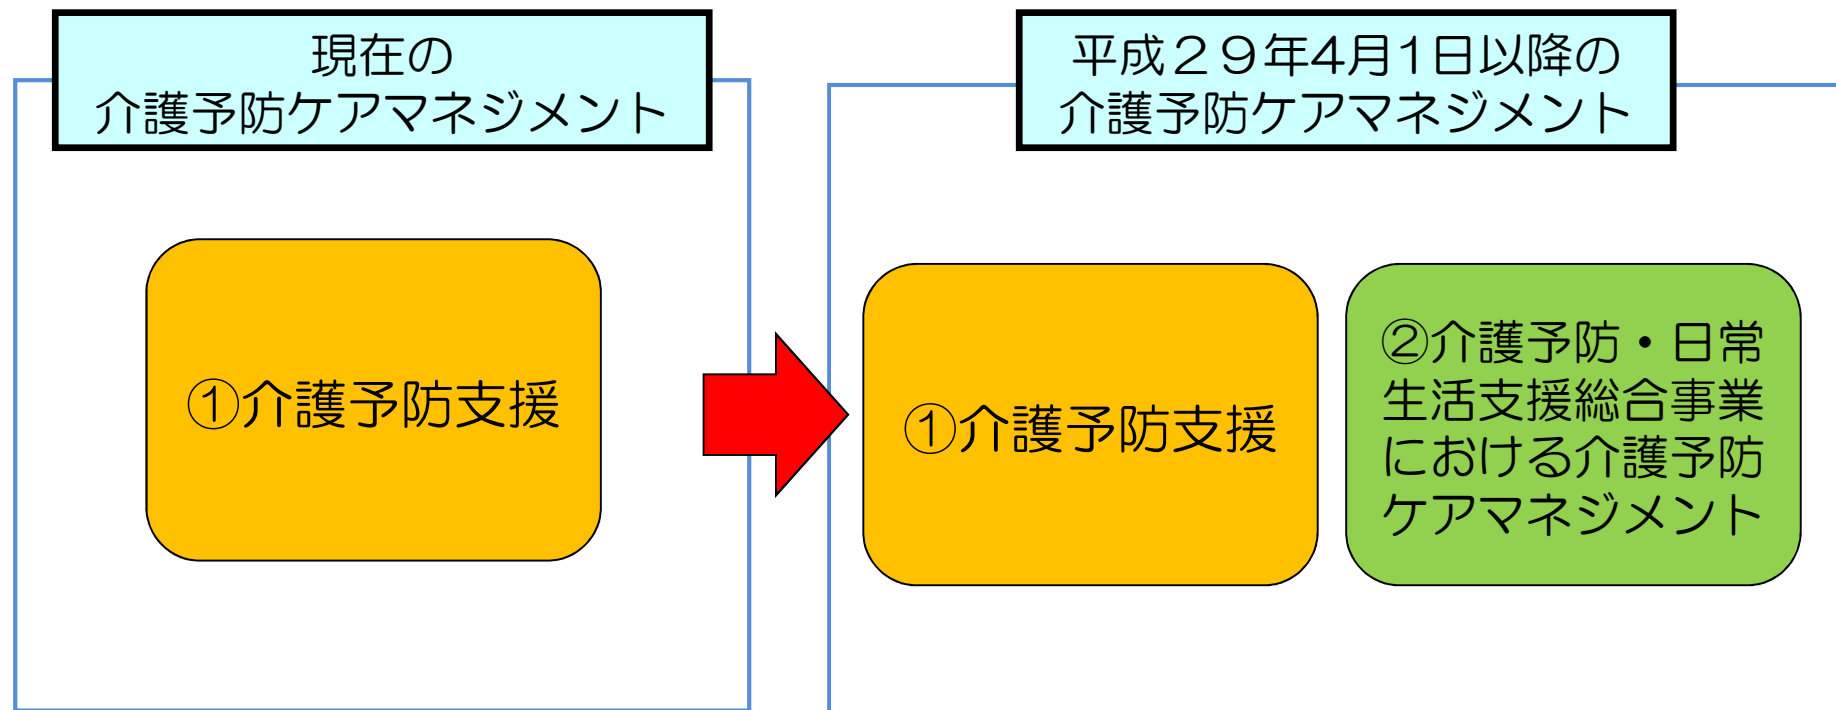 現在の
介護予防ケアマネジメント
平成２９年4月1日以降の
介護予防ケアマネジメント
①介護予防支援
①介護予防支援
②介護予防・日常
生活支援総合事業
における介護予防
ケアマネジメント